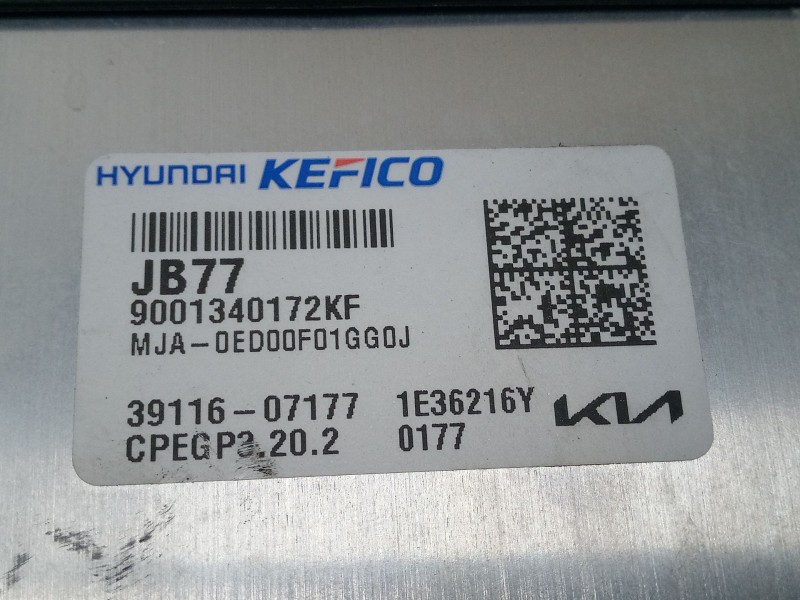 HYUNDAI KEFICO
JB77
9001340172KF
MJA-0ED00F01GG0J
39116-07177 1E36216Y KIA
CPEGP3.20.2 0177